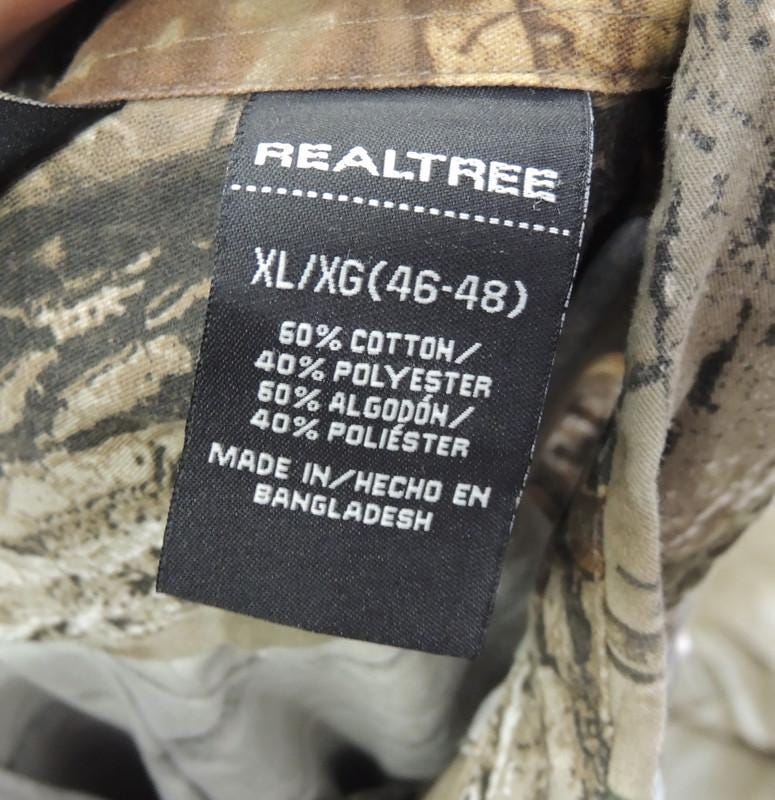 REALTREE
XL/XG(46-48)
60% COTTON/
40% POLYESTER
60% ALGODÓN/
40% POLIÉSTER
MADE IN/HECHO EN
BANGLADESH